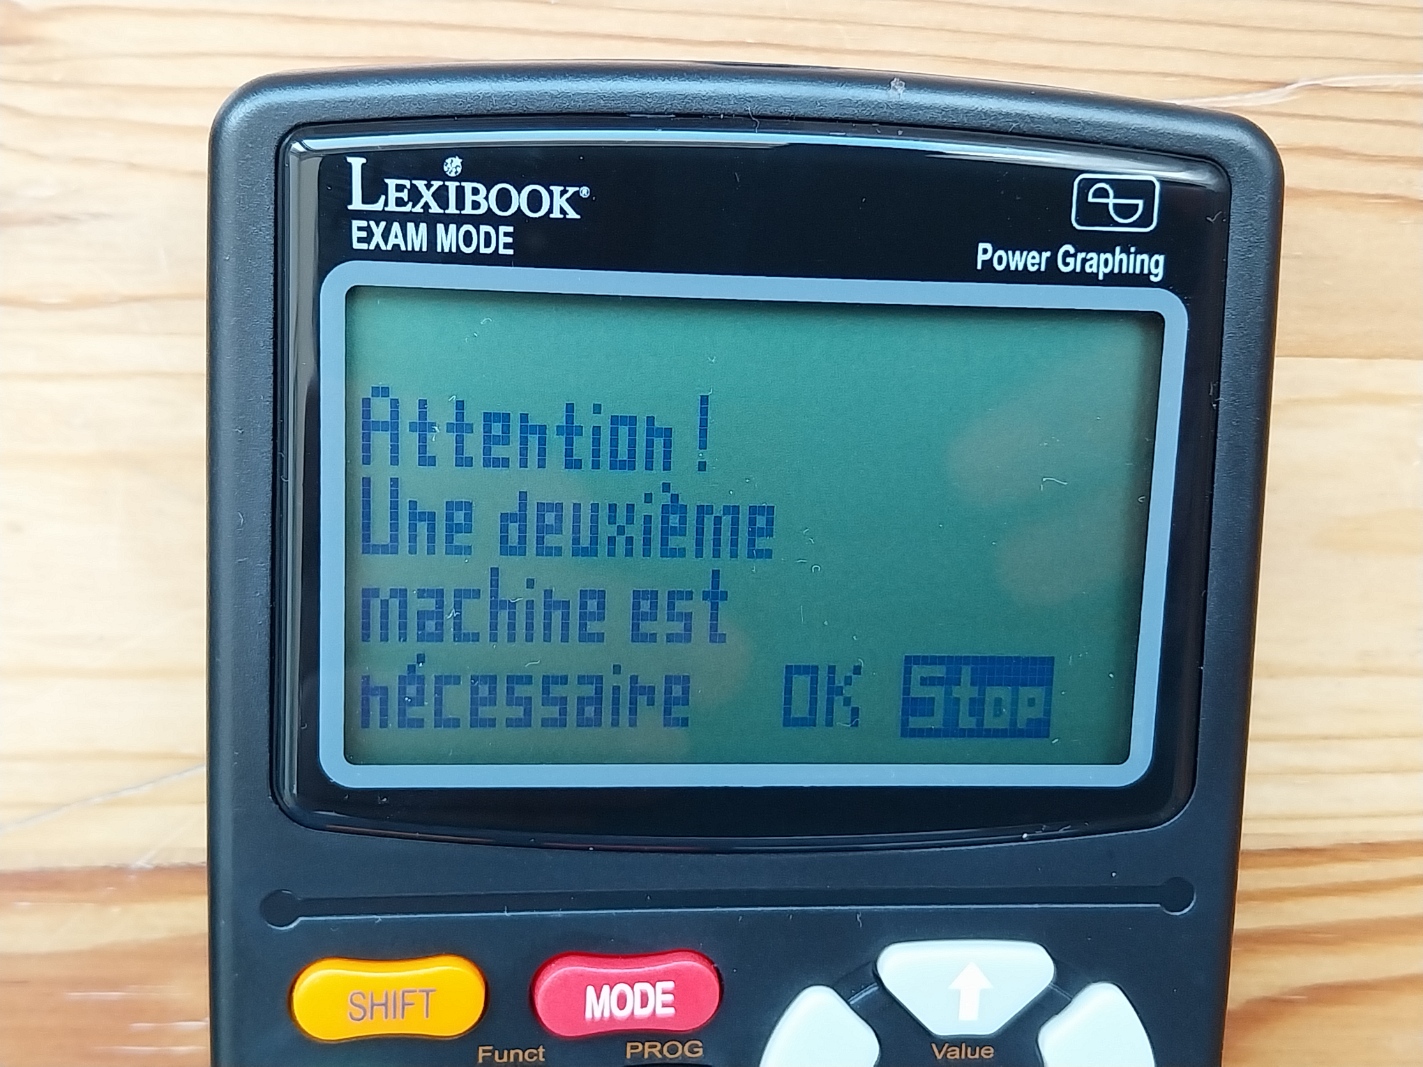 LEXIBOOK®
EXAM MODE
Power Graphing
Attention !
Une deuxième
machine est
nécessaire OK Stop
SHIFT MODE
Funct PROG Value